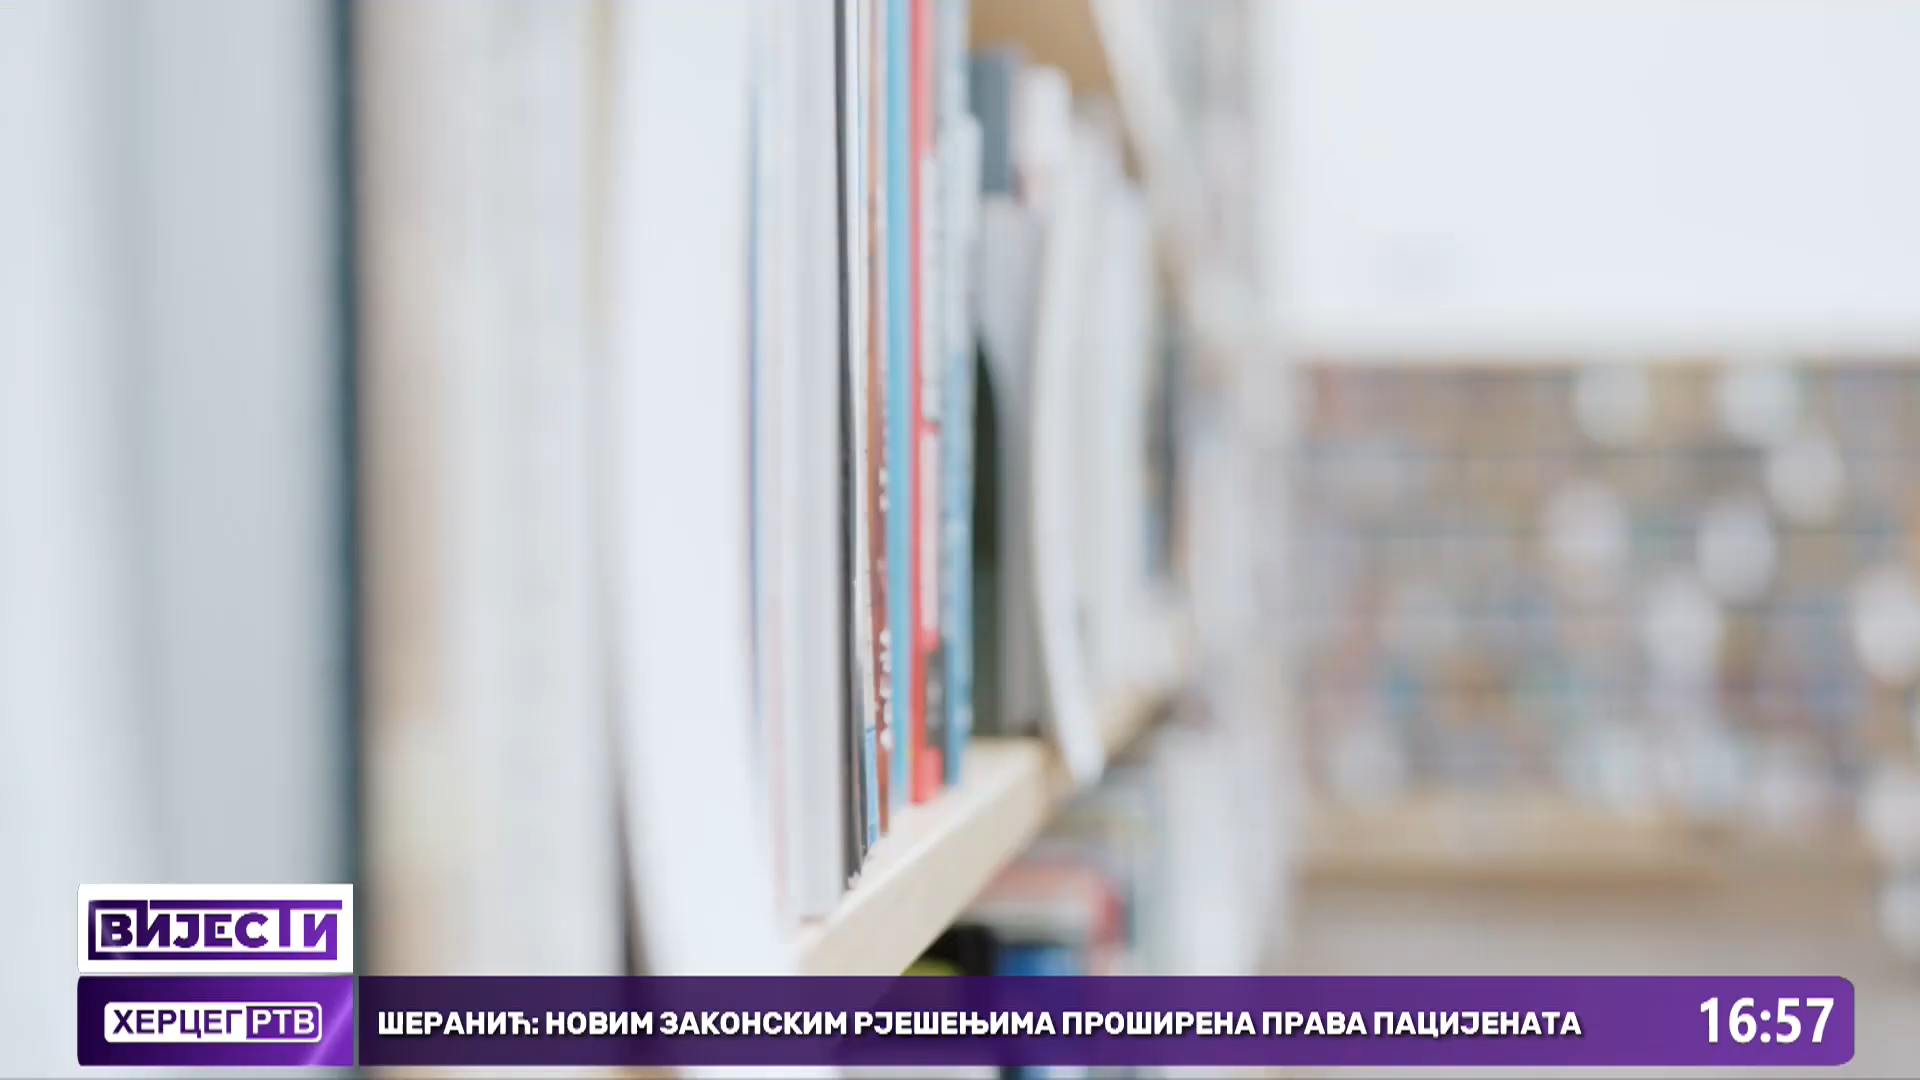 ВИЈЕСТИ
ХЕРЦЕГ РТВ
ШЕРАНИЋ: НОВИМ ЗАКОНСКИМ РЈЕШЕЊИМА ПРОШИРЕНА ПРАВА ПАЦИЈЕНАТА
16:57